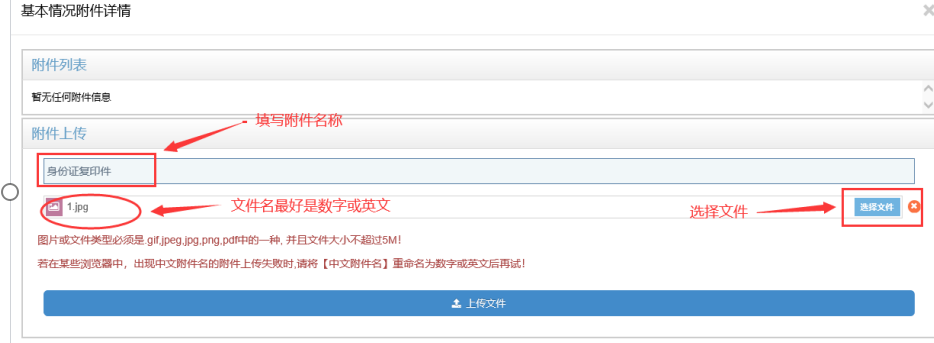 基本情况附件详情
附件列表
暂无任何附件信息
填写附件名称
附件上传
身份证复印件
1.jpg
文件名最好是数字或英文
选择文件
选择文件
图片或文件类型必须是.gif,jpeg,jpg,png,pdf中的一种, 并且文件大小不超过5M!
若在某些浏览器中，出现中文附件名的附件上传失败时,请将【中文附件名】重命名为数字或英文后再试!
上传文件